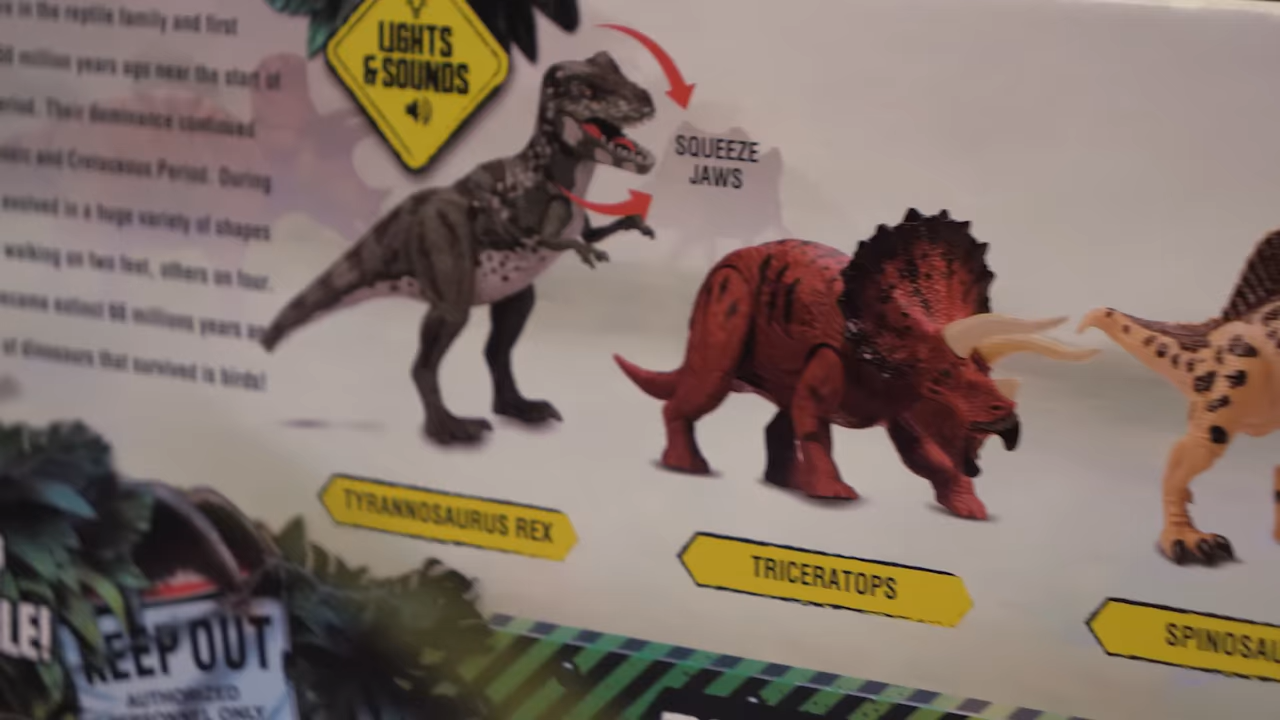 in the reptile family and first
million years ago near the start of
Their dominance continued
and Cretaceous Period. During
evolved in a huge variety of shapes
walking on two feet, others on four.
became extinct 65 millions years
of dinosaurs that survived is birds!
LIGHTS
& SOUNDS
SQUEEZE
JAWS
TYRANNOSAURUS REX
TRICERATOPS
SPINOSAU
LE!
KEEP OUT
AUTHORIZED
PERSONNEL ONLY